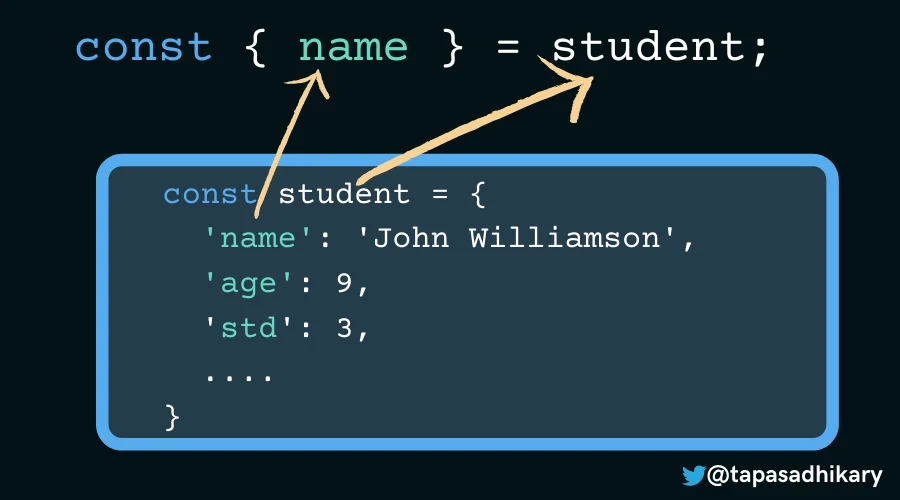 const { name } = student;
const student = {
'name': 'John Williamson',
'age': 9,
'std': 3,
....
}
@tapasadhikary